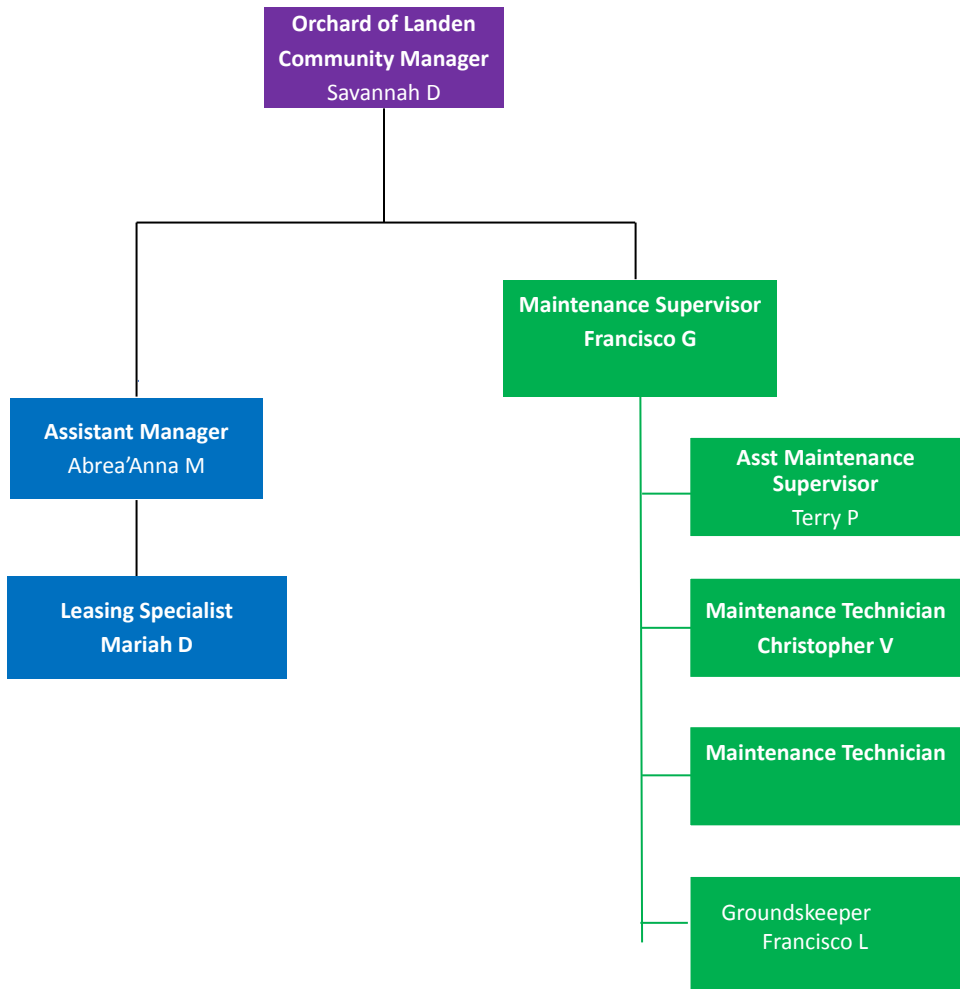 Orchard of Landen
Community Manager
Savannah D
Maintenance Supervisor
Francisco G
Assistant Manager
Abrea’Anna M
Leasing Specialist
Mariah D
Asst Maintenance
Supervisor
Terry P
Maintenance Technician
Christopher V
Maintenance Technician
Groundskeeper
Francisco L